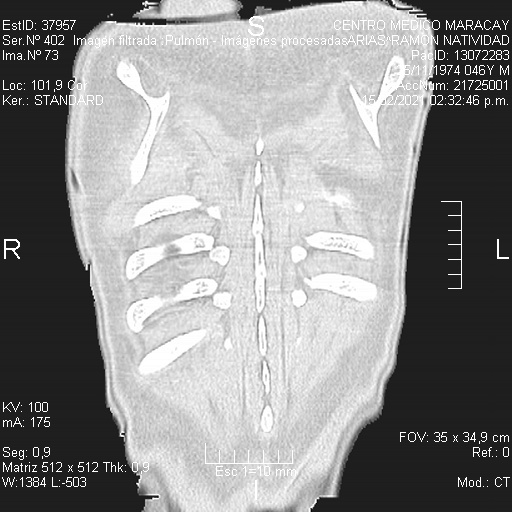 EstID: 37957
Ser.Nº 402 Imagen filtrada :Pulmón - Imágenes procesadas
Ima.Nº 73
Loc: 101,9 Co
Ker.: STANDARD
S
CENTRO MEDICO MARACAY
ARIAS RAMON NATIVIDAD
PacID: 13072283
/11/1974 046Y M
AccNum: 21725001
02:32:46 p.m.
R
L
KV: 100
mA: 175
Seg: 0,9
Matriz 512 x 512 Thk: 0,9
W:1384 L:-503
Esc 1=10 mm
FOV: 35 x 34,9 cm
Ref.: 0
Mod.: CT